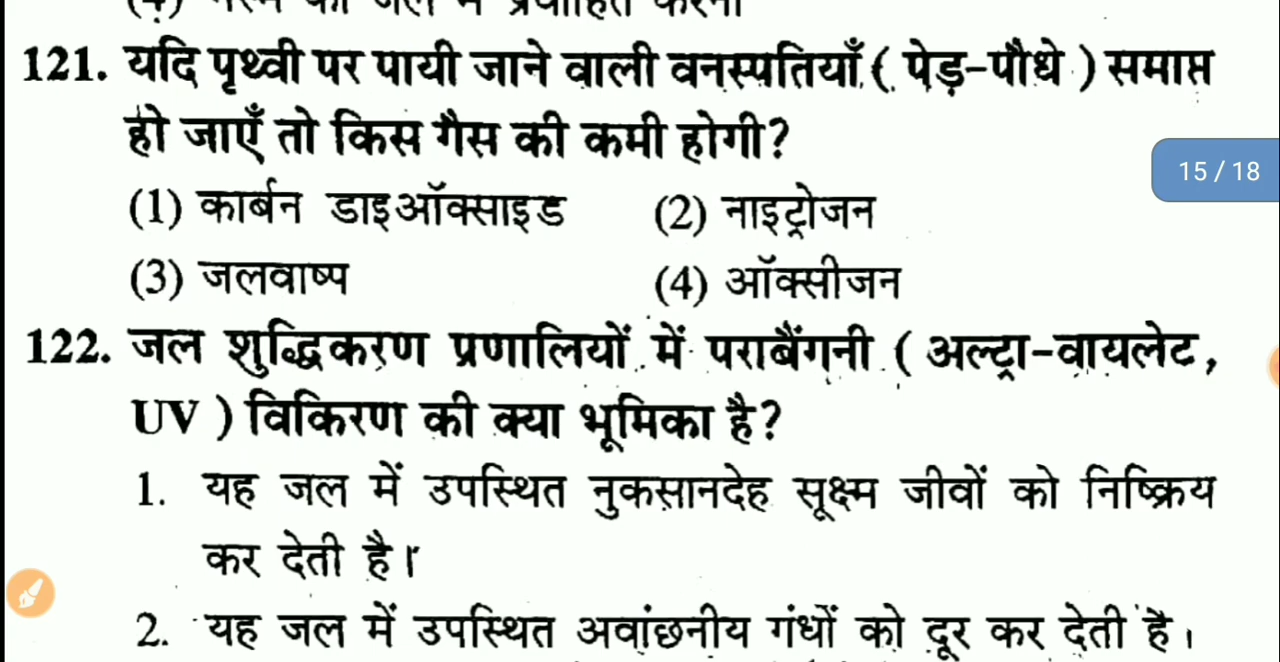 121. यदि पृथ्वी पर पायी जाने वाली वनस्पतियाँ ( पेड़-पौधे ) समाप्त
हो जाएँ तो किस गैस की कमी होगी?
15 / 18
(1) कार्बन डाइऑक्साइड (2) नाइट्रोजन
(3) जलवाष्प (4) ऑक्सीजन
122. जल शुद्धिकरण प्रणालियों में पराबैंगनी ( अल्ट्रा-वायलेट,
UV ) विकिरण की क्या भूमिका है?
1. यह जल में उपस्थित नुकसानदेह सूक्ष्म जीवों को निष्क्रिय
कर देती है।
2. यह जल में उपस्थित अवांछनीय गंधों को दूर कर देती है।